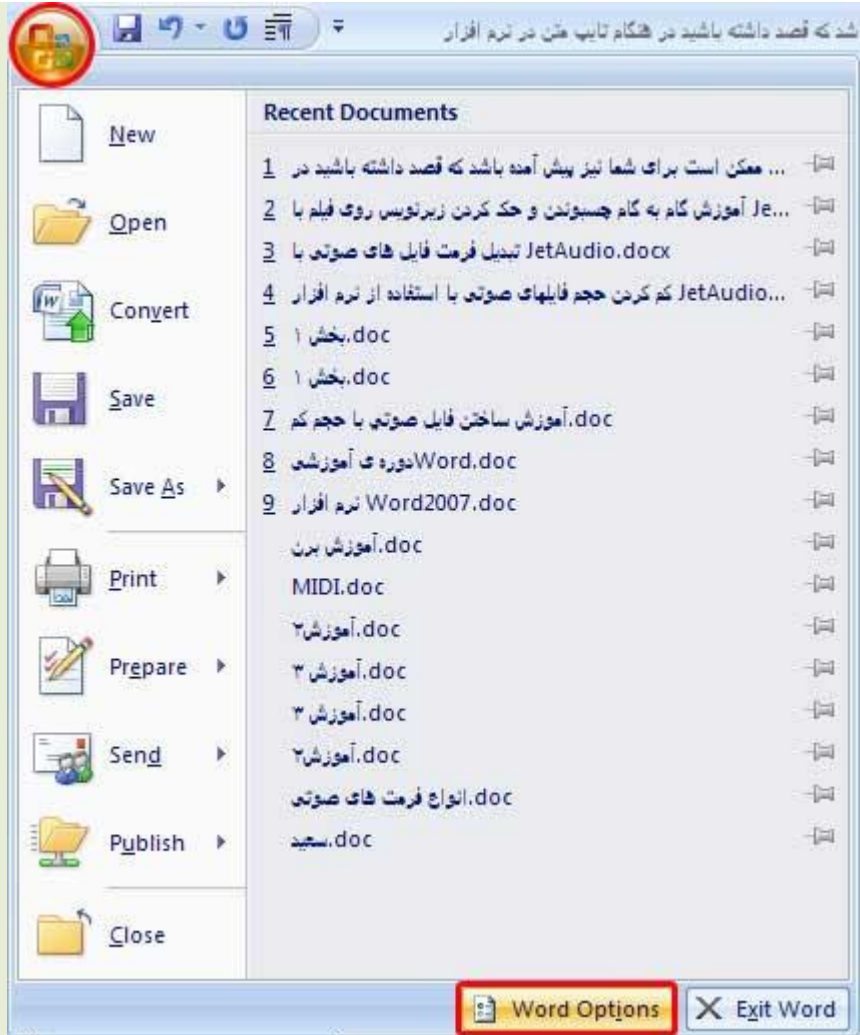 شد که قصد داشته باشید در هنگام تایپ متن در نرم افزار
New
Open
Convert
Save
Save As
Print
Prepare
Send
Publish
Close
Recent Documents
1 ممکن است برای شما نیز پیش آمده باشد که قصد داشته باشید در ...
2 آموزش گام به گام چسبوندن و حک کردن زیرنویس روی فیلم با Je...
3 تبدیل فرمت فایل های صوتی با JetAudio.docx
4 کم کردن حجم فایلهای صوتی با استفاده از نرم افزار JetAudio...
5 بخش ۱.doc
6 بخش ۱.doc
7 آموزش ساختن فایل صوتی با حجم کم.doc
8 دوره ی آموزشی Word.doc
9 نرم افزار Word2007.doc
آموزش برن.doc
MIDI.doc
آموزش۲.doc
آموزش ۳.doc
آموزش ۳.doc
آموزش۲.doc
انواع فرمت های صوتی.doc
سعید.doc
Word Options
Exit Word